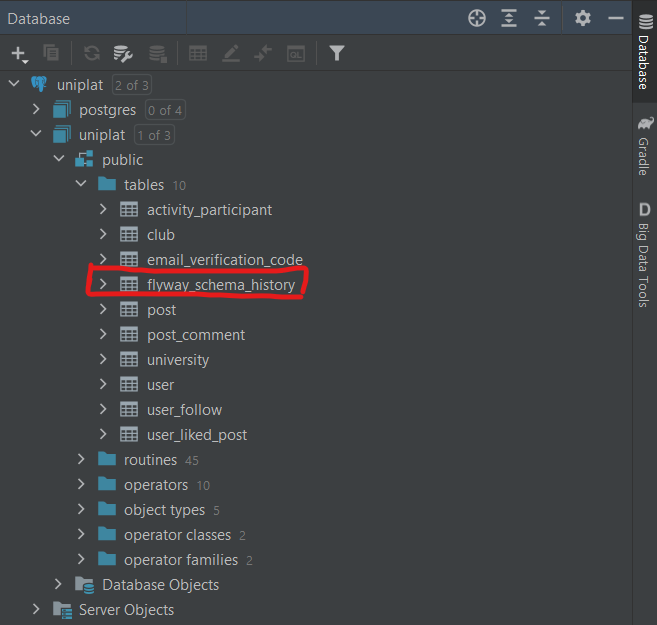 Database
uniplat 2 of 3
postgres 0 of 4
uniplat 1 of 3
public
tables 10
activity_participant
club
email_verification_code
flyway_schema_history
post
post_comment
university
user
user_follow
user_liked_post
routines 45
operators 10
object types 5
operator classes 2
operator families 2
Database Objects
Server Objects
Database
Gradle
D
Big Data Tools
QL